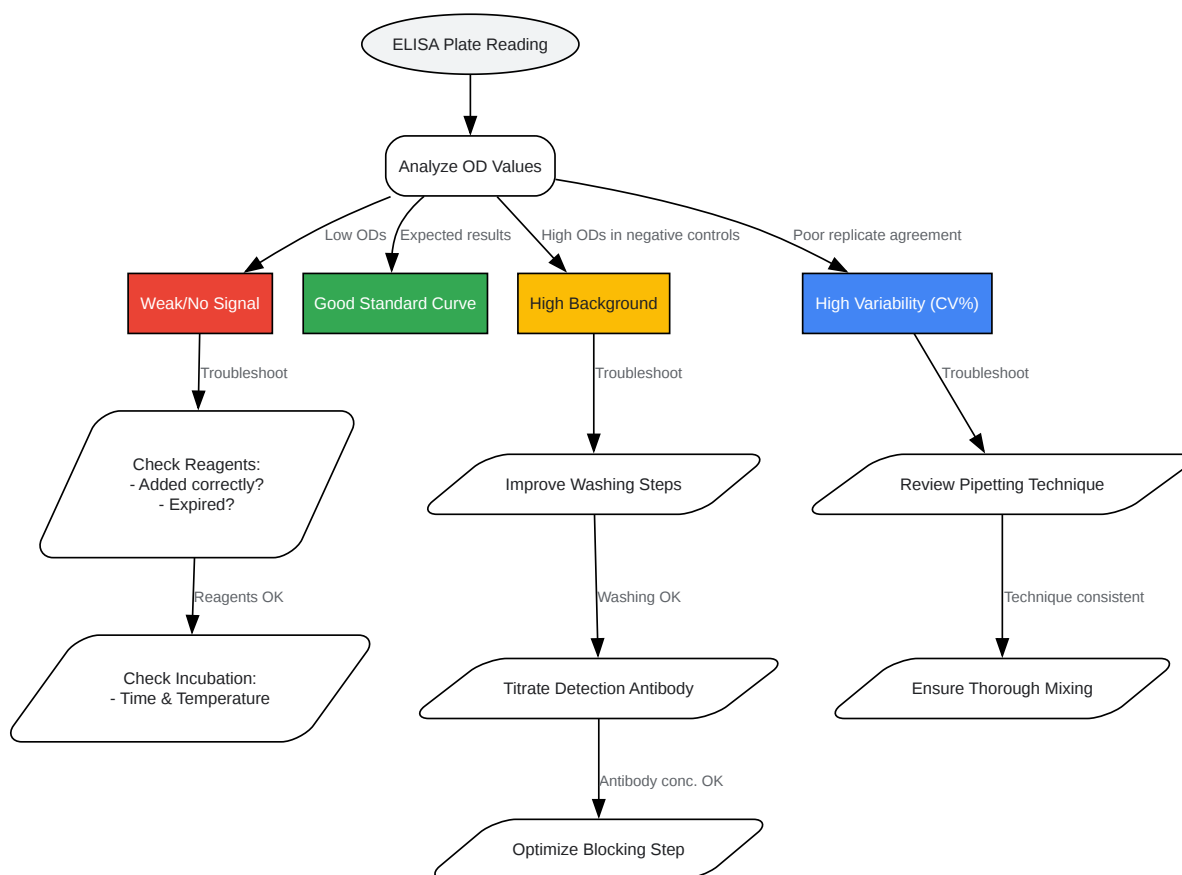 ELISA Plate Reading
Analyze OD Values
Low ODs
Expected results
High ODs in negative controls
Poor replicate agreement
Weak/No Signal
Good Standard Curve
High Background
High Variability (CV%)
Troubleshoot
Troubleshoot
Troubleshoot
Check Reagents:
- Added correctly?
- Expired?
Improve Washing Steps
Review Pipetting Technique
Reagents OK
Washing OK
Technique consistent
Check Incubation:
- Time & Temperature
Titrate Detection Antibody
Ensure Thorough Mixing
Antibody conc. OK
Optimize Blocking Step